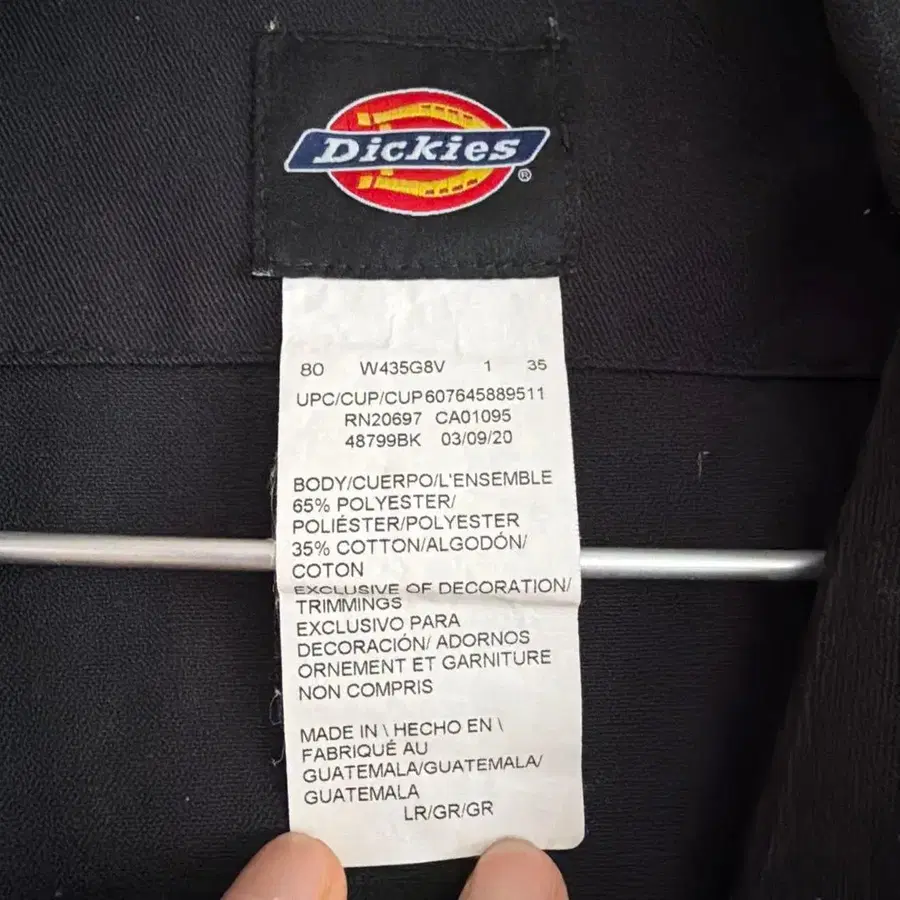 Dickies®
80 W435G8V 1 35
UPC/CUP/CUP 607645889511
RN20697 CA01095
48799BK 03/09/20
BODY/CUERPO/L'ENSEMBLE
65% POLYESTER/
POLIÉSTER/POLYESTER
35% COTTON/ALGODÓN/
COTON
EXCLUSIVE OF DECORATION/
TRIMMINGS
EXCLUSIVO PARA
DECORACIÓN/ ADORNOS
ORNEMENT ET GARNITURE
NON COMPRIS
MADE IN \ HECHO EN \
FABRIQUÉ AU
GUATEMALA/GUATEMALA/
GUATEMALA
LR/GR/GR